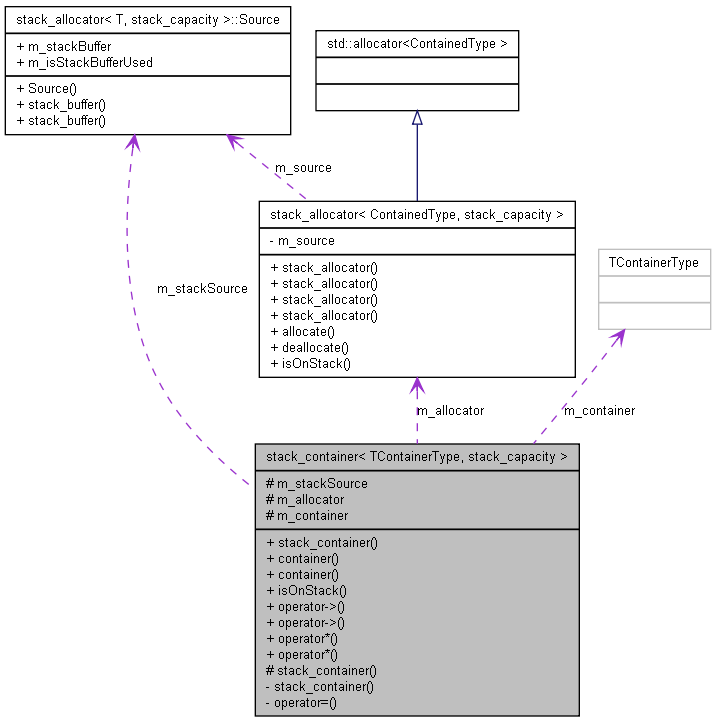 stack_allocator< T, stack_capacity >::Source
+ m_stackBuffer
+ m_isStackBufferUsed
+ Source()
+ stack_buffer()
+ stack_buffer()
std::allocator<ContainedType >
m_source
stack_allocator< ContainedType, stack_capacity >
- m_source
+ stack_allocator()
+ stack_allocator()
+ stack_allocator()
+ stack_allocator()
+ allocate()
+ deallocate()
+ isOnStack()
TContainerType
m_stackSource
m_allocator
m_container
stack_container< TContainerType, stack_capacity >
# m_stackSource
# m_allocator
# m_container
+ stack_container()
+ container()
+ container()
+ isOnStack()
+ operator->()
+ operator->()
+ operator*()
+ operator*()
# stack_container()
- stack_container()
- operator=()